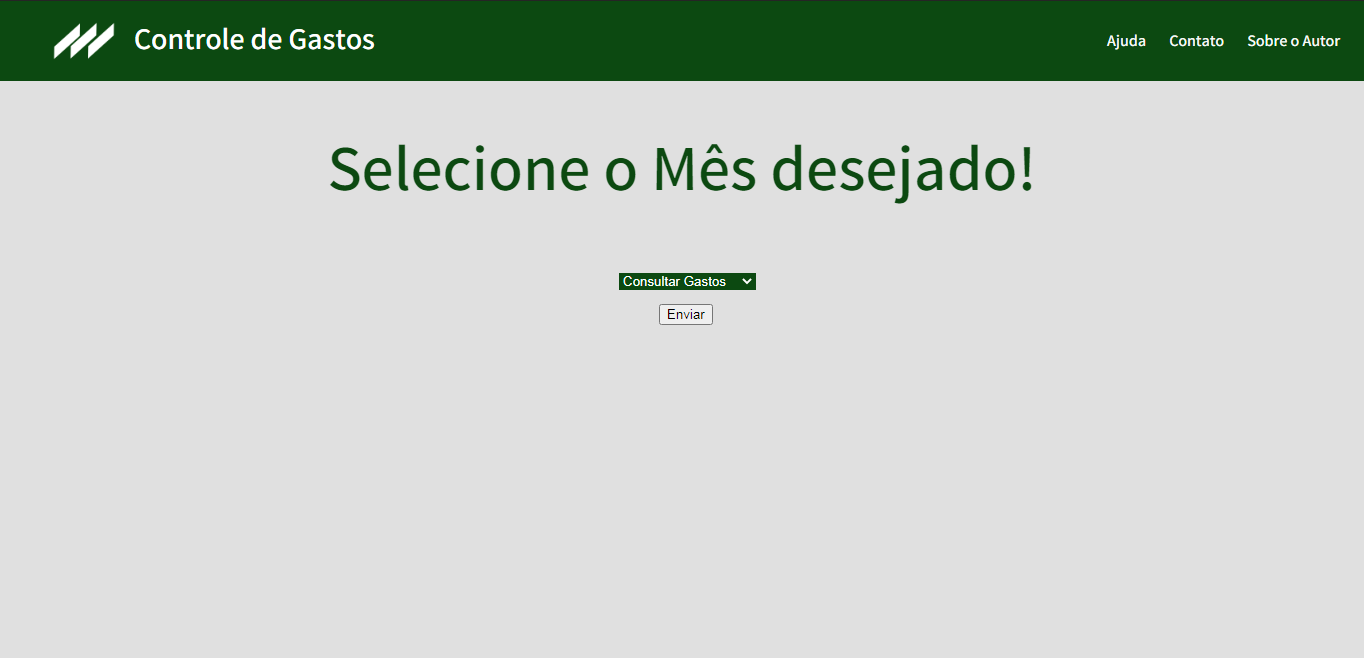 Controle de Gastos
Ajuda Contato Sobre o Autor
Selecione o Mês desejado!
Consultar Gastos
Enviar